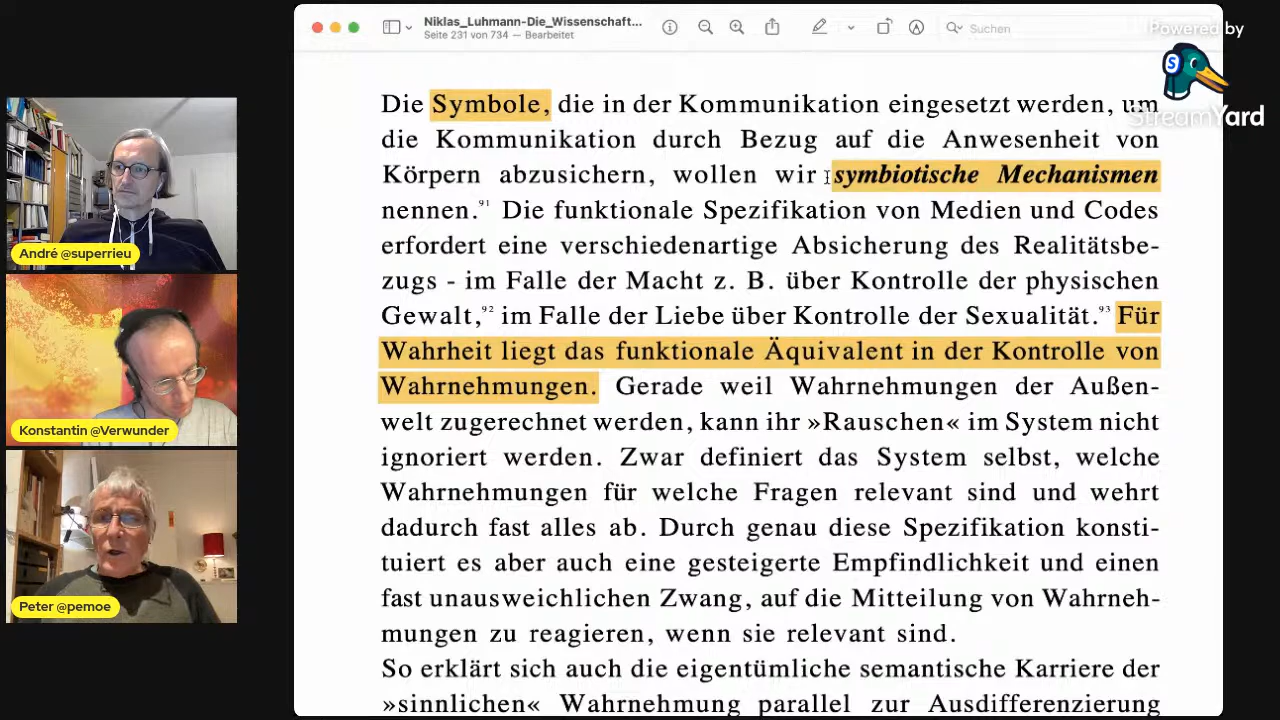 Niklas_Luhmann-Die_Wissenschaft...
Seite 231 von 734 — Bearbeitet
Suchen
Powered by
StreamYard
S
Die Symbole, die in der Kommunikation eingesetzt werden, um
die Kommunikation durch Bezug auf die Anwesenheit von
Körpern abzusichern, wollen wir symbiotische Mechanismen
nennen.91 Die funktionale Spezifikation von Medien und Codes
erfordert eine verschiedenartige Absicherung des Realitätsbe-
zugs - im Falle der Macht z. B. über Kontrolle der physischen
Gewalt,92 im Falle der Liebe über Kontrolle der Sexualität.93 Für
Wahrheit liegt das funktionale Äquivalent in der Kontrolle von
Wahrnehmungen. Gerade weil Wahrnehmungen der Außen-
welt zugerechnet werden, kann ihr »Rauschen« im System nicht
ignoriert werden. Zwar definiert das System selbst, welche
Wahrnehmungen für welche Fragen relevant sind und wehrt
dadurch fast alles ab. Durch genau diese Spezifikation konsti-
tuiert es aber auch eine gesteigerte Empfindlichkeit und einen
fast unausweichlichen Zwang, auf die Mitteilung von Wahrneh-
mungen zu reagieren, wenn sie relevant sind.
So erklärt sich auch die eigentümliche semantische Karriere der
»sinnlichen« Wahrnehmung parallel zur Ausdifferenzierung
André @superrieu
Konstantin @Verwunder
Peter @pemoe